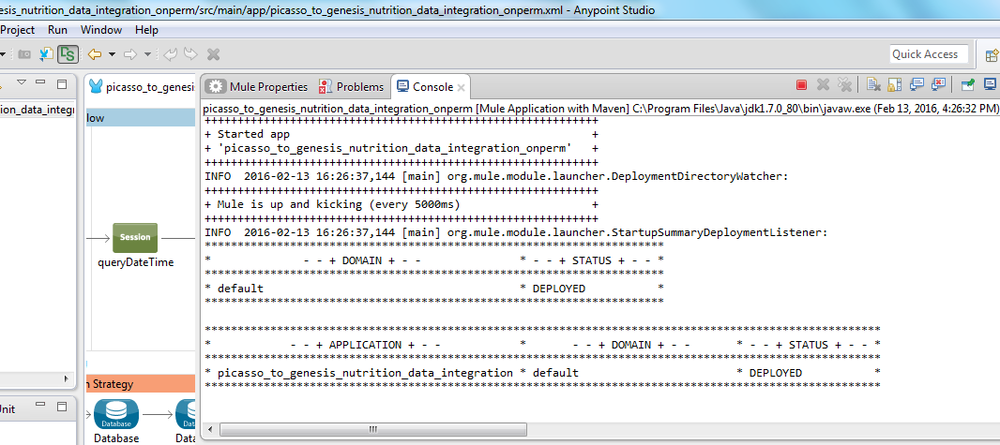 esis_nutrition_data_integration_onperm/src/main/app/picasso_to_genesis_nutrition_data_integration_onperm.xml - Anypoint Studio
Project Run Window Help
Quick Access
picasso_to_genesi
Mule Properties Problems Console
ion_data_integr
low
picasso_to_genesis_nutrition_data_integration_onperm [Mule Application with Maven] C:\Program Files\Java\jdk1.7.0_80\bin\javaw.exe (Feb 13, 2016, 4:26:32 PM)
++++++++++++++++++++++++++++++++++++++++++++++++++++++++++++
+ Started app +
+ 'picasso_to_genesis_nutrition_data_integration_onperm' +
++++++++++++++++++++++++++++++++++++++++++++++++++++++++++++
INFO 2016-02-13 16:26:37,144 [main] org.mule.module.launcher.DeploymentDirectoryWatcher:
++++++++++++++++++++++++++++++++++++++++++++++++++++++++++++
+ Mule is up and kicking (every 5000ms) +
++++++++++++++++++++++++++++++++++++++++++++++++++++++++++++
INFO 2016-02-13 16:26:37,144 [main] org.mule.module.launcher.StartupSummaryDeploymentListener:
**********************************************************************
* - - + DOMAIN + - - * - - + STATUS + - - *
**********************************************************************
* default * DEPLOYED *
**********************************************************************
*******************************************************************************************************
* - - + APPLICATION + - - * - - + DOMAIN + - - * - - + STATUS + - - *
*******************************************************************************************************
* picasso_to_genesis_nutrition_data_integration * default * DEPLOYED *
*******************************************************************************************************
Session
queryDateTime
n Strategy
Database Data
Database Data
Unit